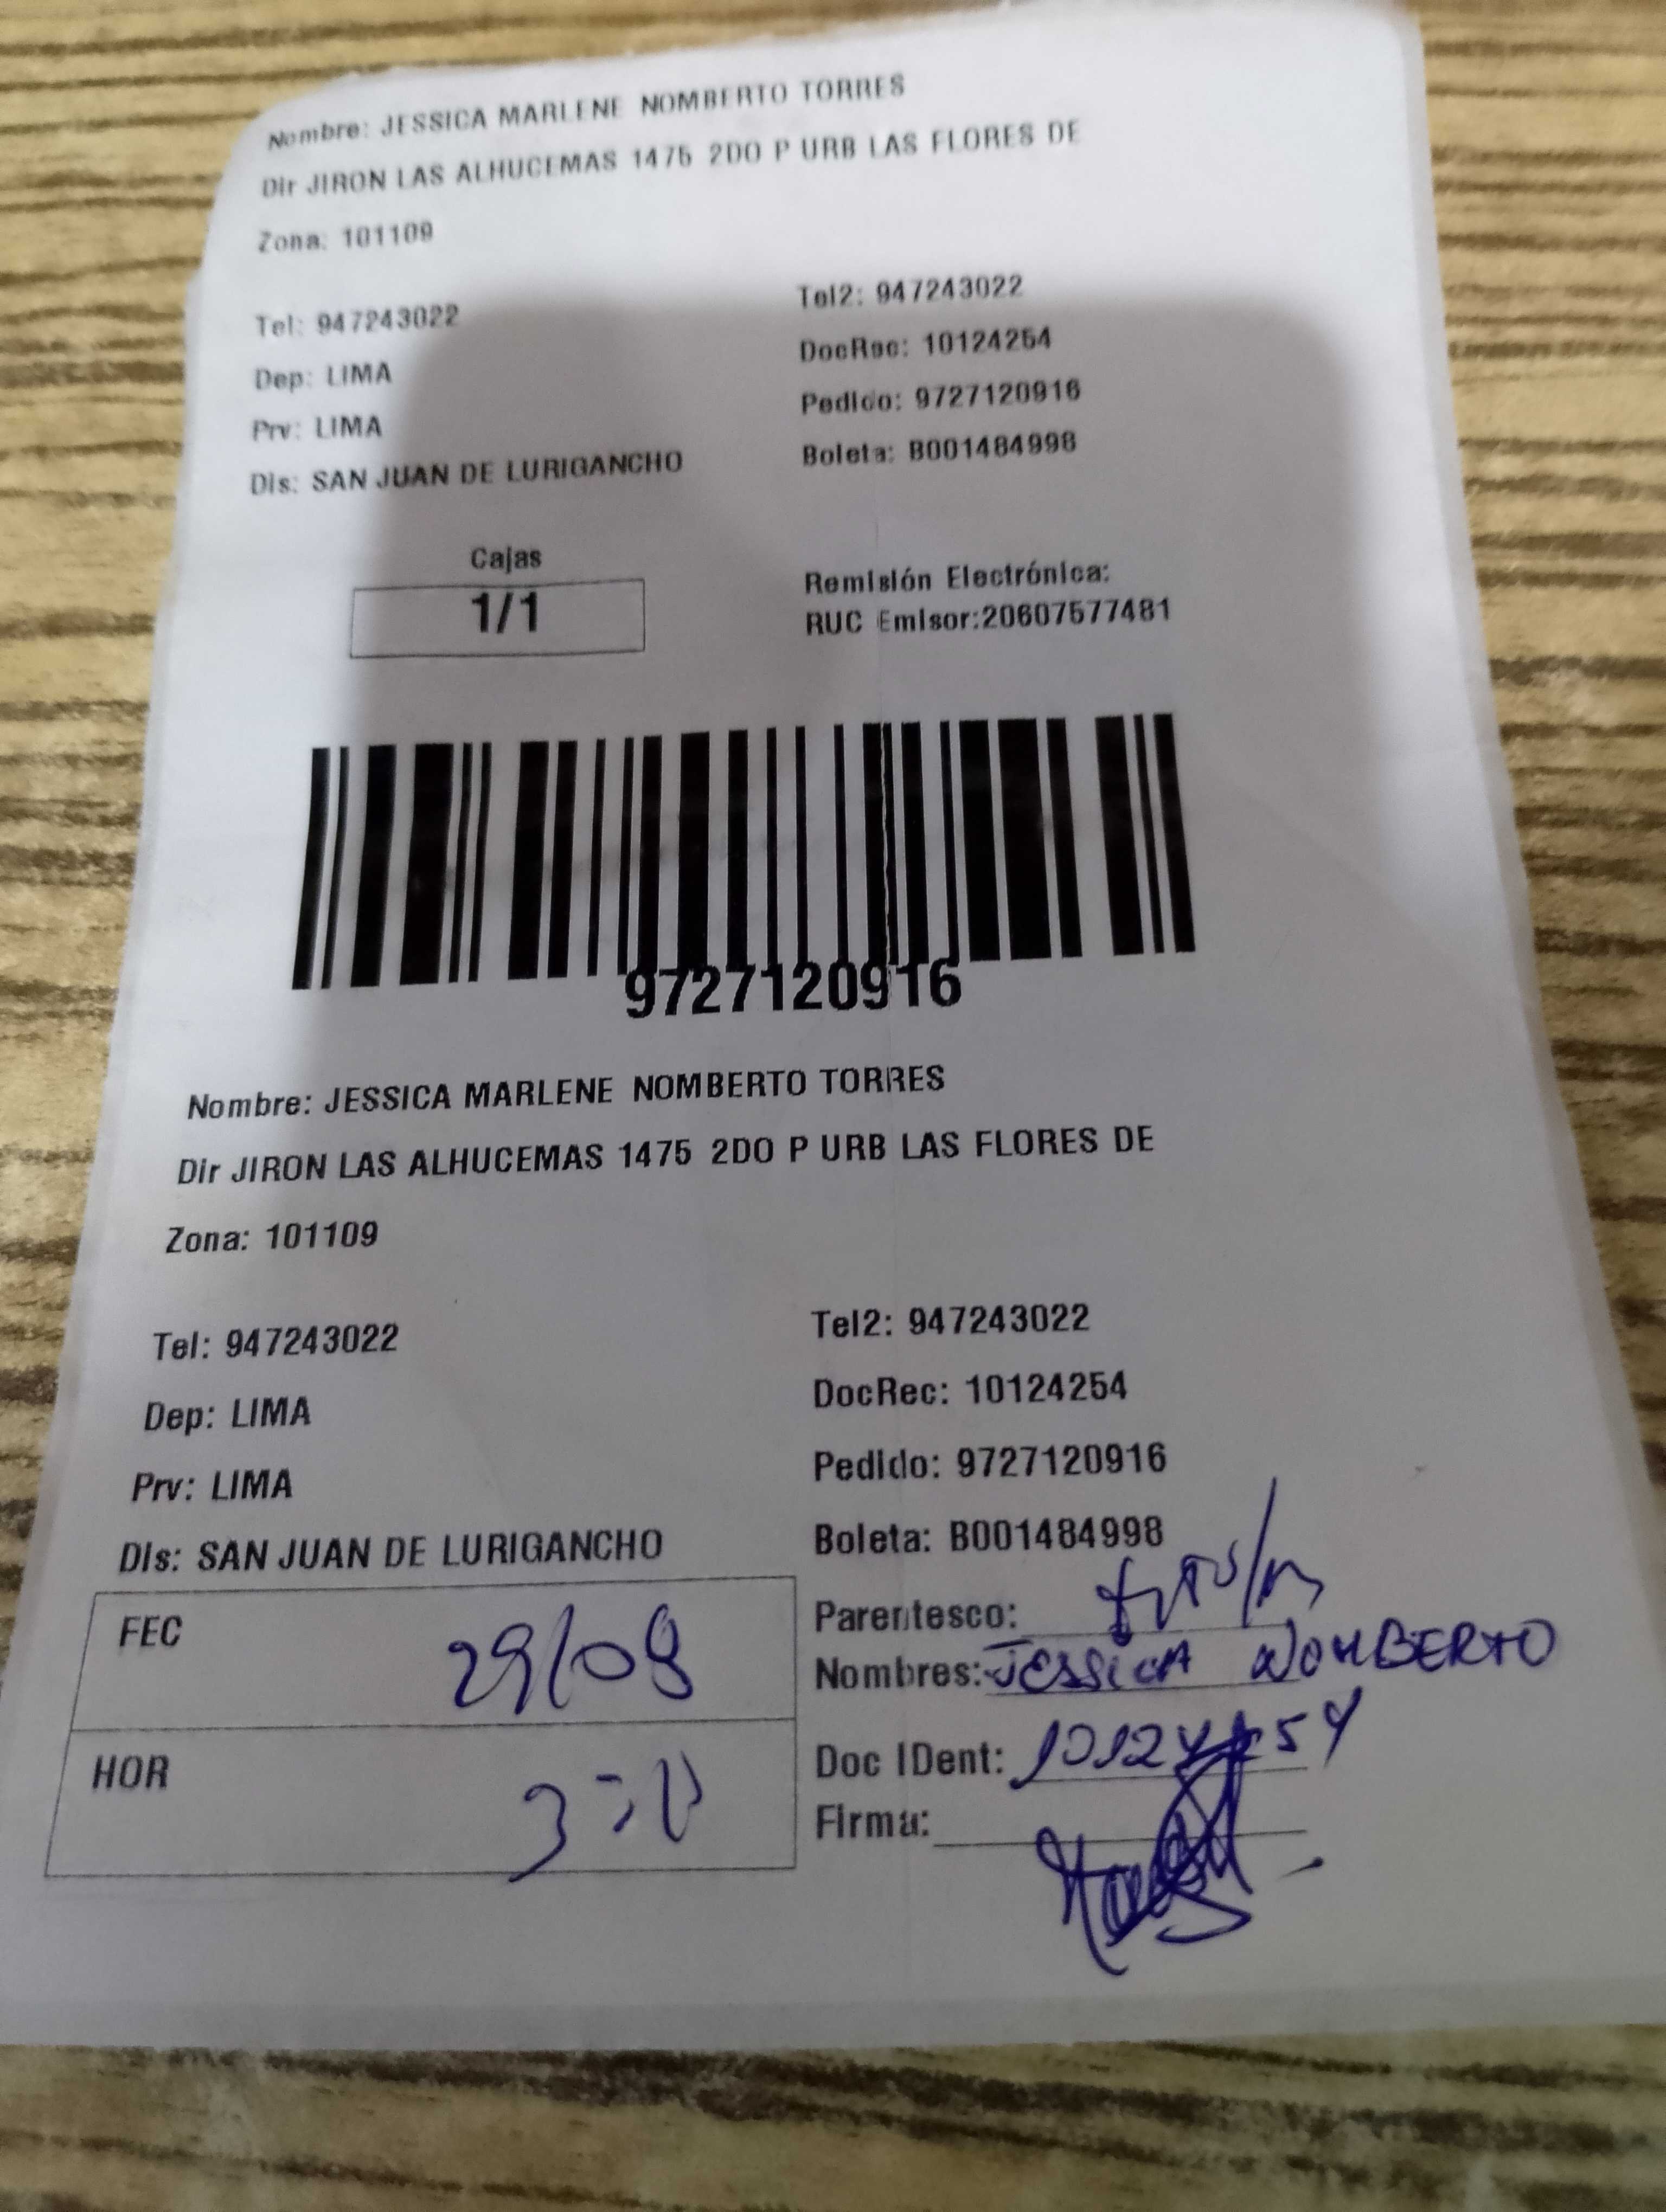 Nombre: JESSICA MARLENE NOMBERTO TORRES
Dir JIRON LAS ALHUCEMAS 1475 2DO P URB LAS FLORES DE
Zona: 101109
Tel: 947243022 Tel2: 947243022
Dep: LIMA DocRec: 10124254
Prv: LIMA Pedido: 9727120916
Dis: SAN JUAN DE LURIGANCHO Boleta: B001484998
Cajas
1/1
Remisión Electrónica:
RUC Emisor:20607577481
9727120916
Nombre: JESSICA MARLENE NOMBERTO TORRES
Dir JIRON LAS ALHUCEMAS 1475 2DO P URB LAS FLORES DE
Zona: 101109
Tel: 947243022 Tel2: 947243022
Dep: LIMA DocRec: 10124254
Prv: LIMA Pedido: 9727120916
Dis: SAN JUAN DE LURIGANCHO Boleta: B001484998
FEC 29/08
HOR
Parentesco:
Nombres: JESSICA NOMBERTO
Doc IDent: 10124254
Firma: